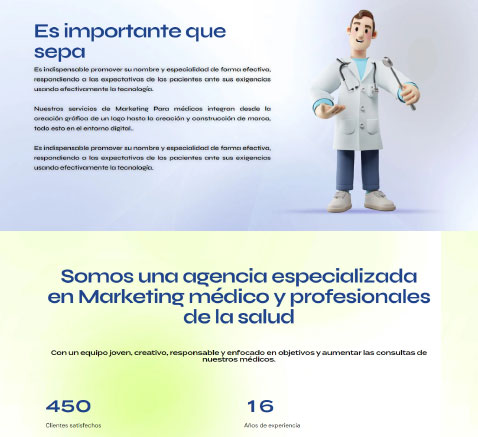 Es importante que
sepa
Es indispensable promover su nombre y especialidad de forma efectiva,
respondiendo a las expectativas de los pacientes ante sus exigencias
usando efectivamente la tecnología.
Nuestros servicios de Marketing Para médicos integran desde la
creación gráfica de un logo hasta la creación y construcción de marca,
todo esto en el entorno digital..
Es indispensable promover su nombre y especialidad de forma efectiva,
respondiendo a las expectativas de los pacientes ante sus exigencias
usando efectivamente la tecnología.
Somos una agencia especializada
en Marketing médico y profesionales
de la salud
Con un equipo joven, creativo, responsable y enfocado en objetivos y aumentar las consultas de
nuestros médicos.
450
16
Clientes satisfechos
Años de experiencia